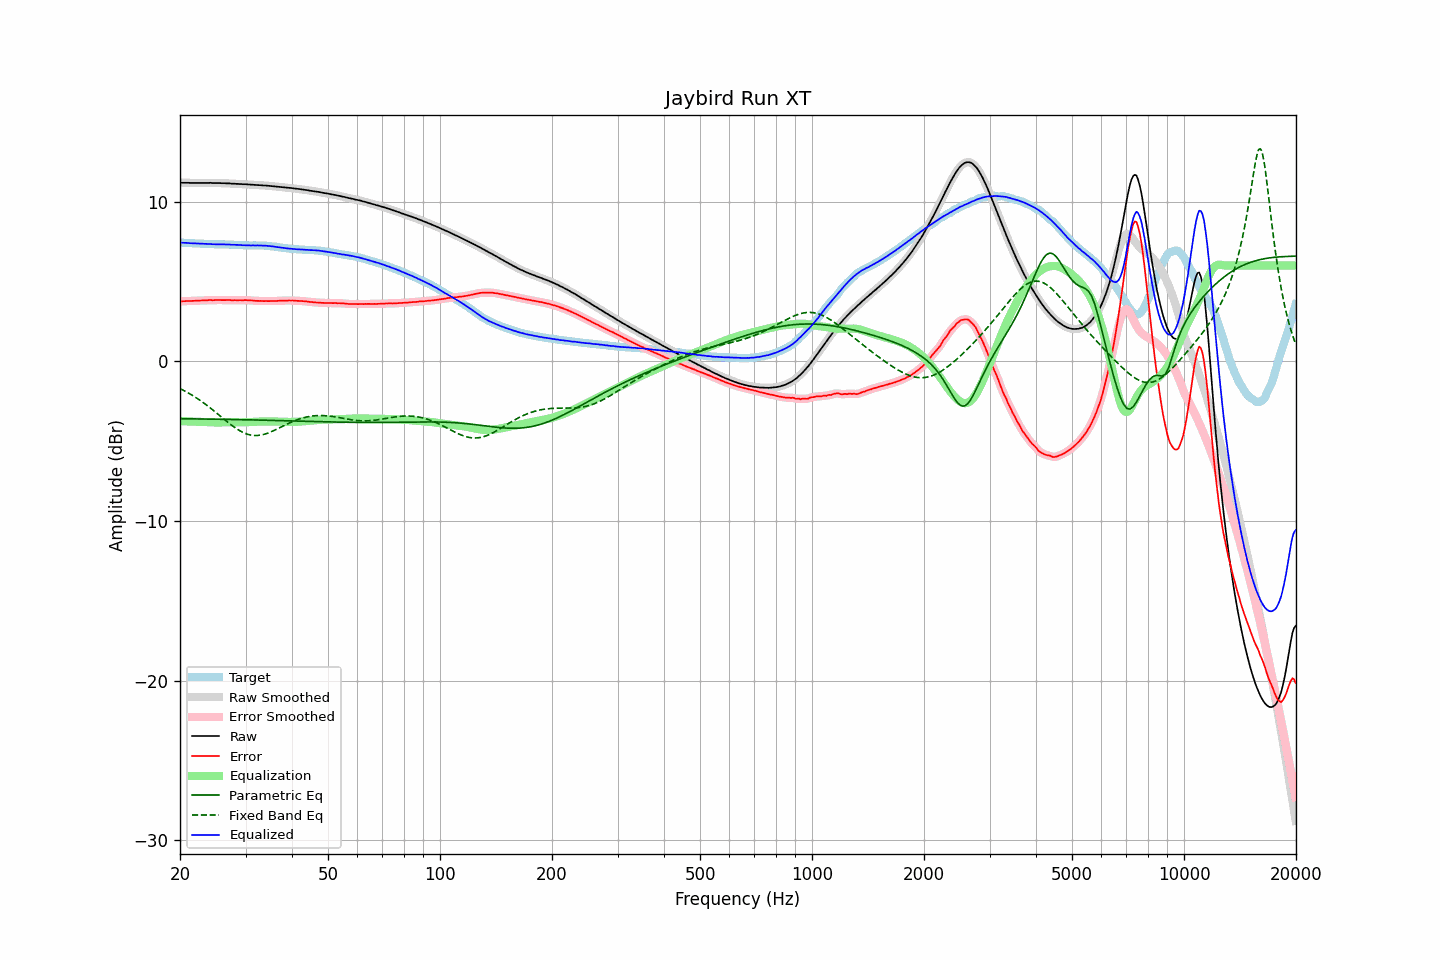 Jaybird Run XT
10
0
−10
−20
−30
Amplitude (dBr)
Target
Raw Smoothed
Error Smoothed
Raw
Error
Equalization
Parametric Eq
Fixed Band Eq
Equalized
20 50 100 200 500 1000 2000 5000 10000 20000
Frequency (Hz)